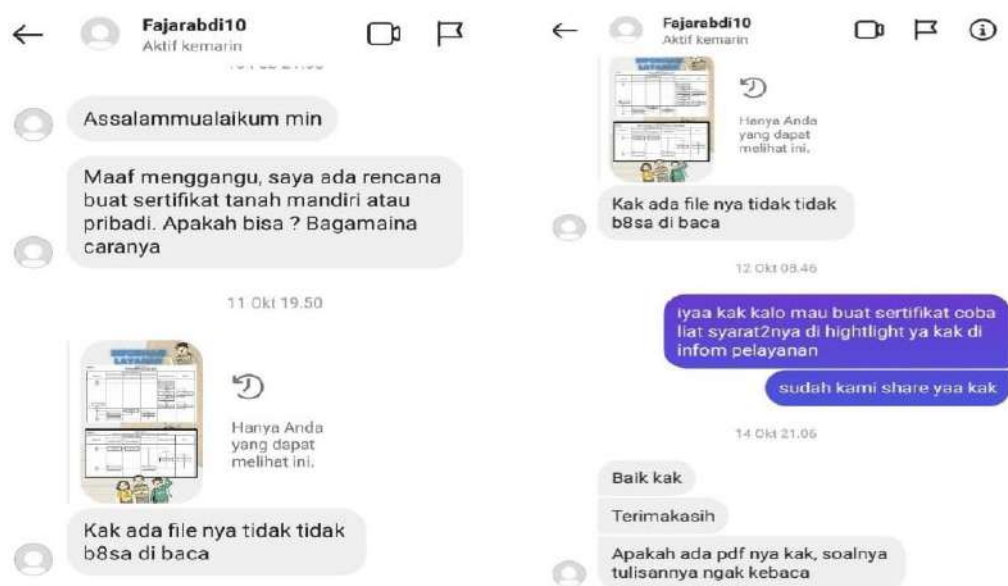 Fajarabdi10
Aktif kemarin
Assalammualaikum min
Maaf menggangu, saya ada rencana
buat sertifikat tanah mandiri atau
pribadi. Apakah bisa ? Bagamaina
caranya
11 Okt 19.50
Hanya Anda
yang dapat
melihat ini.
Kak ada file nya tidak tidak
b8sa di baca
Fajarabdi10
Aktif kemarin
Hanya Anda
yang dapat
melihat ini.
Kak ada file nya tidak tidak
b8sa di baca
12 Okt 08.46
iyaa kak kalo mau buat sertifikat coba
liat syarat2nya di hightlight ya kak di
infom pelayanan
sudah kami share yaa kak
14 Okt 21.06
Baik kak
Terimakasih
Apakah ada pdf nya kak, soalnya
tulisannya ngak kebaca